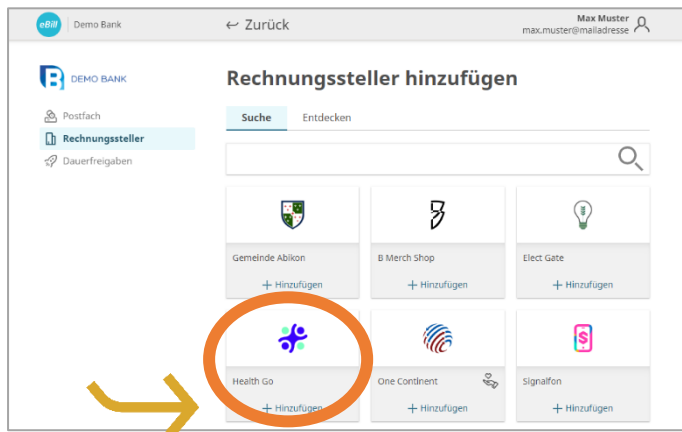 eBill Demo Bank
← Zurück
Max Muster
max.muster@mailadresse
DEMO BANK
Postfach
Rechnungssteller
Dauerfreigaben
Rechnungssteller hinzufügen
Suche Entdecken
Gemeinde Abikon
+ Hinzufügen
B Merch Shop
+ Hinzufügen
Elect Gate
+ Hinzufügen
Health Go
+ Hinzufügen
One Continent
+ Hinzufügen
Signalfon
+ Hinzufügen